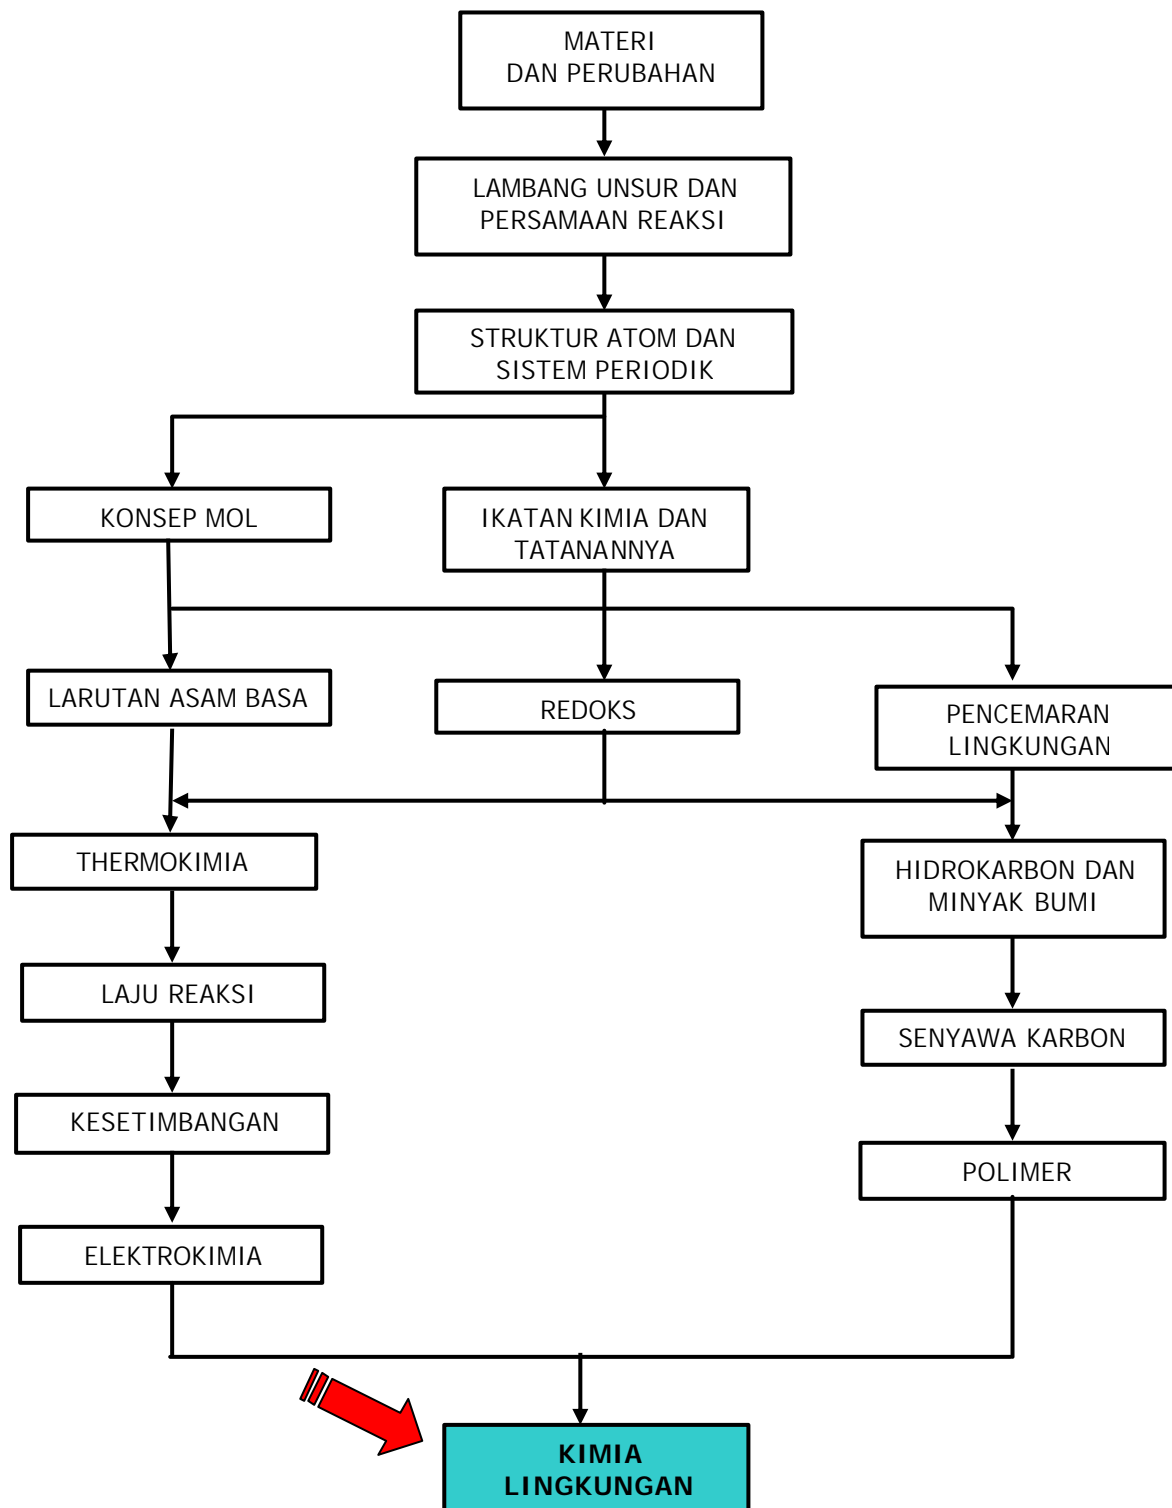 MATERI
DAN PERUBAHAN
LAMBANG UNSUR DAN
PERSAMAAN REAKSI
STRUKTUR ATOM DAN
SISTEM PERIODIK
KONSEP MOL
IKATAN KIMIA DAN
TATANANNYA
LARUTAN ASAM BASA
REDOKS
PENCEMARAN
LINGKUNGAN
THERMOKIMIA
HIDROKARBON DAN
MINYAK BUMI
LAJU REAKSI
SENYAWA KARBON
KESETIMBANGAN
POLIMER
ELEKTROKIMIA
KIMIA
LINGKUNGAN